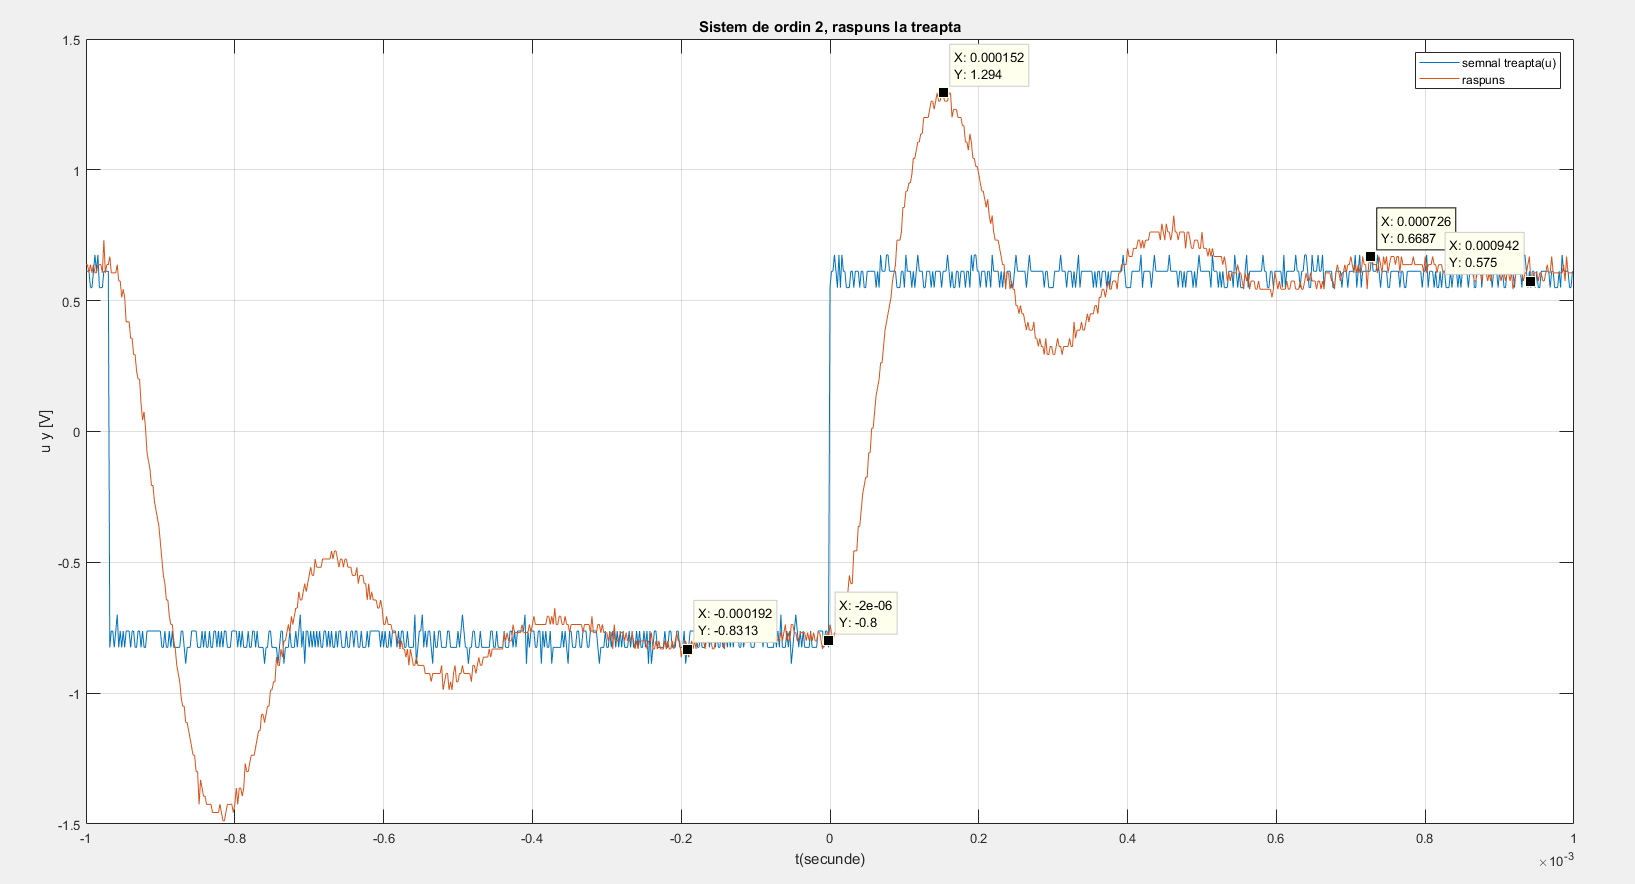 Sistem de ordin 2, raspuns la treapta
1.5
X: 0.000152
Y: 1.294
semnal treapta(u)
raspuns
1
X: 0.000726
Y: 0.6687
X: 0.000942
Y: 0.575
0.5
u y [V]
0
-0.5
X: -0.000192
Y: -0.8313
X: -2e-06
Y: -0.8
-1
-1.5
-1 -0.8 -0.6 -0.4 -0.2 0 0.2 0.4 0.6 0.8 1
t(secunde)
×10-3